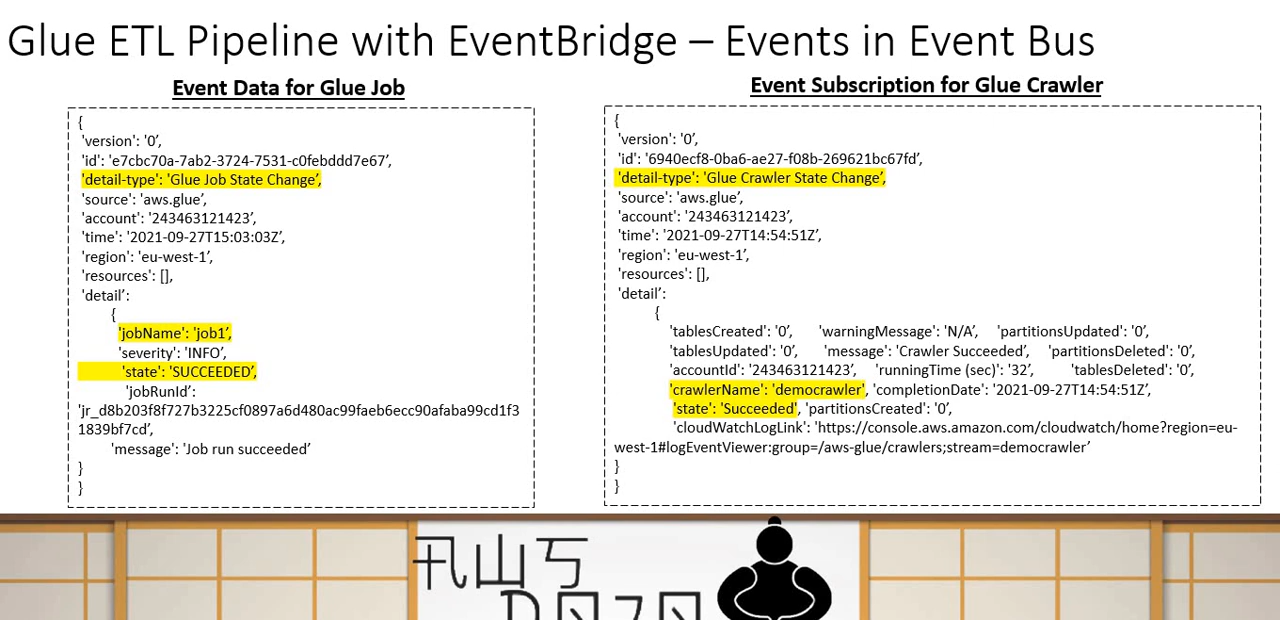 Glue ETL Pipeline with EventBridge – Events in Event Bus
Event Data for Glue Job
{
'version': '0’,
'id': 'e7cbc70a-7ab2-3724-7531-c0febddd7e67’,
'detail-type': 'Glue Job State Change’,
'source': 'aws.glue’,
'account': '243463121423’,
'time': '2021-09-27T15:03:03Z’,
'region': 'eu-west-1’,
'resources': [],
'detail’:
{
'jobName': 'job1’,
'severity': 'INFO’,
'state': 'SUCCEEDED’,
'jobRunId’:
'jr_d8b203f8f727b3225cf0897a6d480ac99faeb6ecc90afaba99cd1f3
1839bf7cd’,
'message': 'Job run succeeded’
}
}
Event Subscription for Glue Crawler
{
'version': '0’,
'id': '6940ecf8-0ba6-ae27-f08b-269621bc67fd’,
'detail-type': 'Glue Crawler State Change’,
'source': 'aws.glue’,
'account': '243463121423’,
'time': '2021-09-27T14:54:51Z’,
'region': 'eu-west-1’,
'resources': [],
'detail’:
{
'tablesCreated': '0’, 'warningMessage': 'N/A’, 'partitionsUpdated': '0’,
'tablesUpdated': '0’, 'message': 'Crawler Succeeded’, 'partitionsDeleted': '0’,
'accountId': '243463121423’, 'runningTime (sec)': '32’, 'tablesDeleted': '0’,
'crawlerName': 'democrawler’, 'completionDate': '2021-09-27T14:54:51Z’,
'state': 'Succeeded’, 'partitionsCreated': '0’,
'cloudWatchLogLink': 'https://console.aws.amazon.com/cloudwatch/home?region=eu-
west-1#logEventViewer:group=/aws-glue/crawlers;stream=democrawler’
}
}